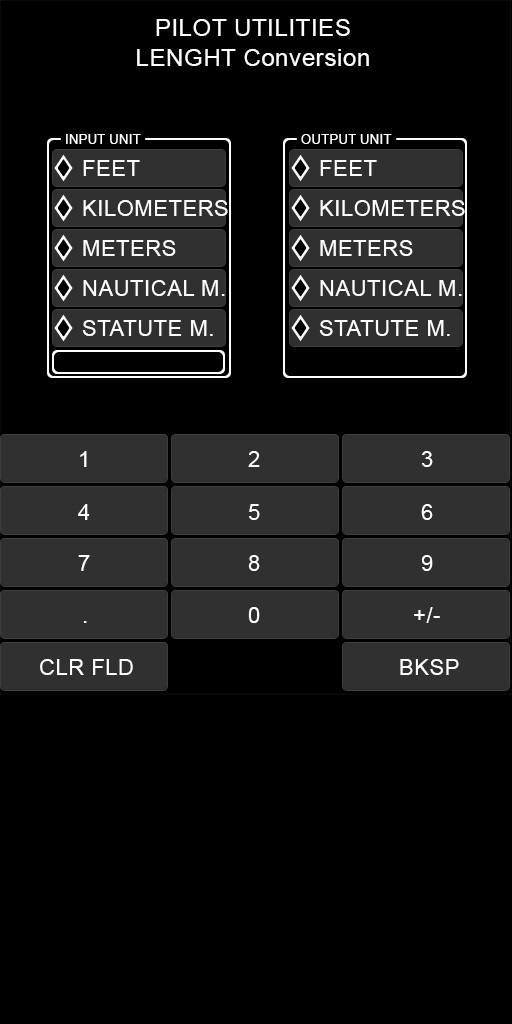 PILOT UTILITIES
LENGHT Conversion
INPUT UNIT
FEET
KILOMETERS
METERS
NAUTICAL M.
STATUTE M.
OUTPUT UNIT
FEET
KILOMETERS
METERS
NAUTICAL M.
STATUTE M.
1 2 3
4 5 6
7 8 9
. 0 +/-
CLR FLD BKSP